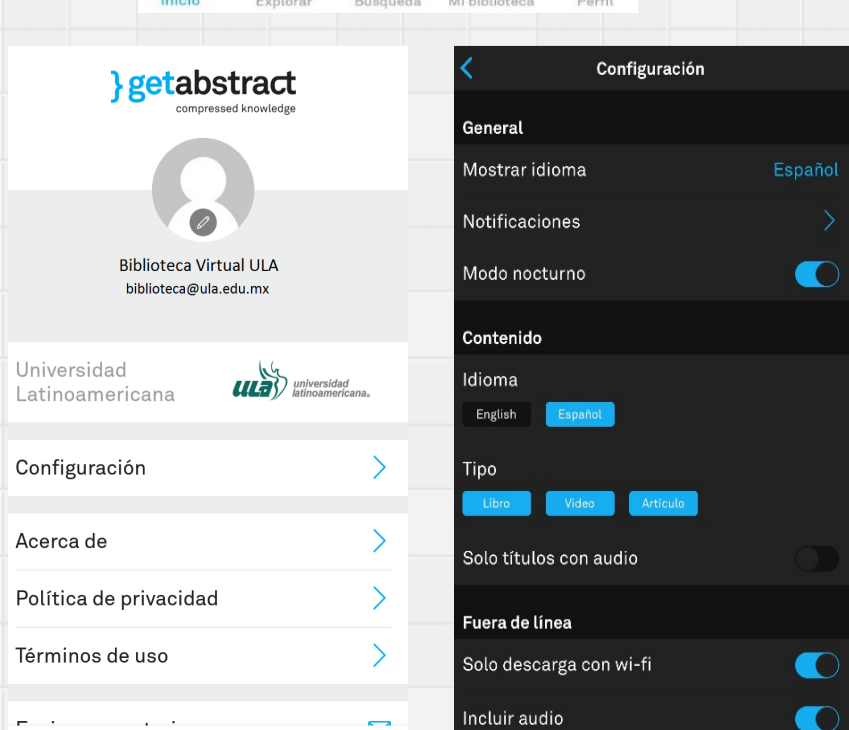 Inicio
Explorar
Búsqueda
Mi biblioteca
Perfil
}getabstract
compressed knowledge
Biblioteca Virtual ULA
biblioteca@ula.edu.mx
Universidad
Latinoamericana
ula
universidad
latinoamericana.
Configuración
Acerca de
Política de privacidad
Términos de uso
Configuración
General
Mostrar idioma
Español
Notificaciones
Modo nocturno
Contenido
Idioma
English
Español
Tipo
Libro
Video
Artículo
Solo títulos con audio
Fuera de línea
Solo descarga con wi-fi
Incluir audio